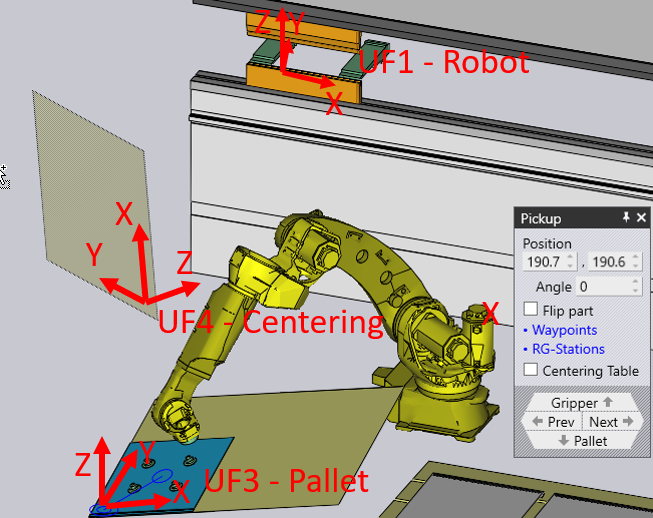 Z
Y
UF1 - Robot
X
X
Y
Z
UF4 - Centering
X
Pickup
Position
190.7 , 190.6
Angle 0
Flip part
• Waypoints
• RG-Stations
Centering Table
Gripper
Prev Next
Pallet
Z
Y
X
UF3 - Pallet